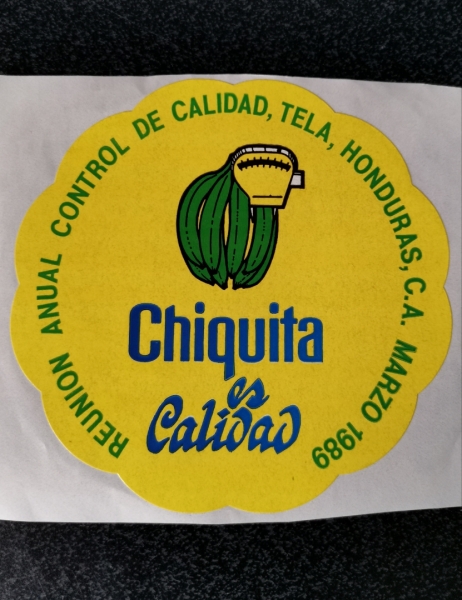 REUNION ANUAL CONTROL DE CALIDAD, TELA, HONDURAS, C.A. MARZO 1989
Chiquita
es
Calidad